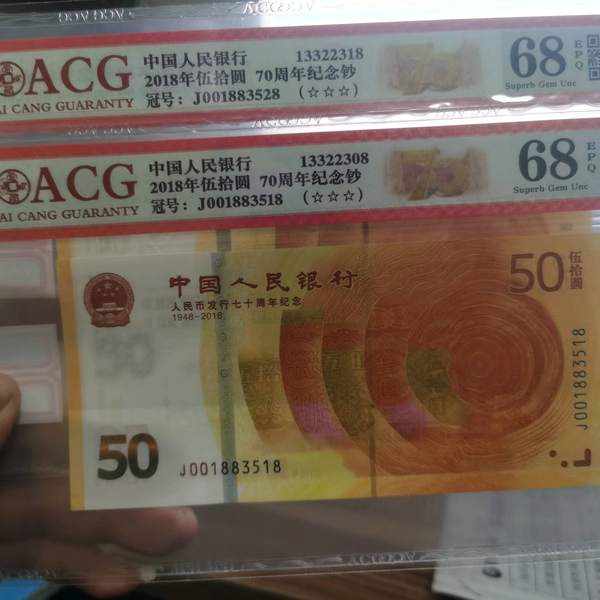 ACG
中国人民银行 13322318
2018年伍拾圆 70周年纪念钞
冠号: J001883528 (☆☆☆)
AI CANG GUARANTY
68
EPQ
Superb Gem Unc
ACG
中国人民银行 13322308
2018年伍拾圆 70周年纪念钞
冠号: J001883518 (☆☆☆)
AI CANG GUARANTY
68
EPQ
Superb Gem Unc
中国人民银行
人民币发行七十周年纪念
1948-2018
50
伍拾圆
J001883518
50
J001883518